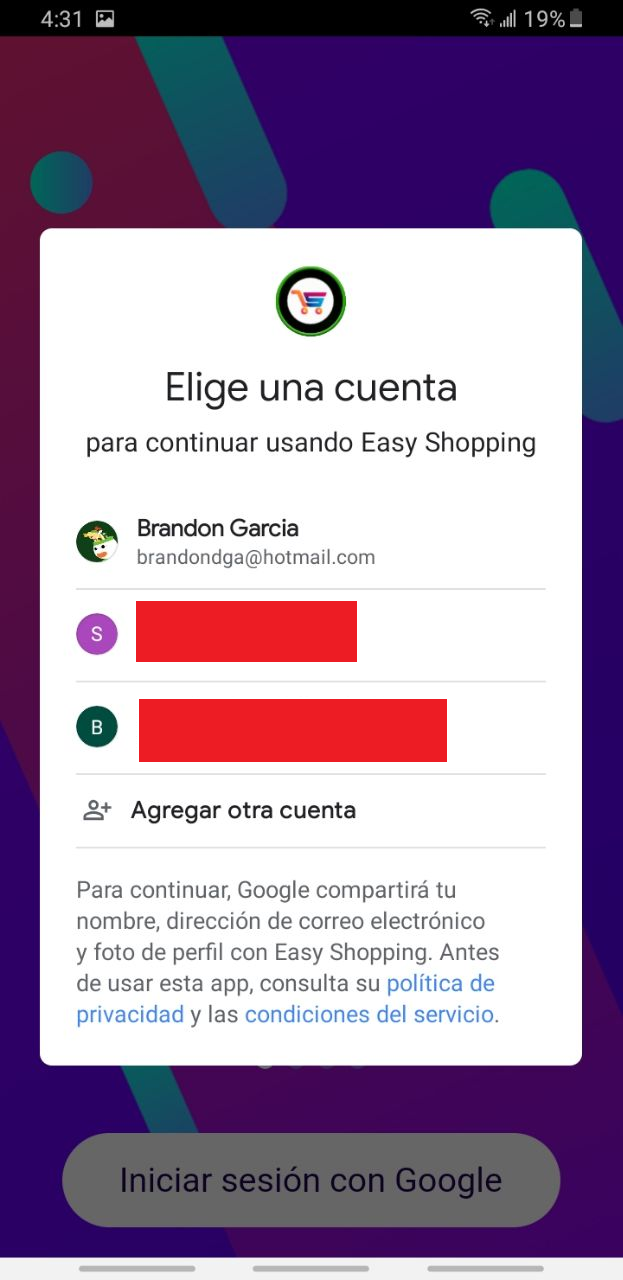 4:31 19%
Elige una cuenta
para continuar usando Easy Shopping
Brandon Garcia
brandondga@hotmail.com
S
B
Agregar otra cuenta
Para continuar, Google compartirá tu
nombre, dirección de correo electrónico
y foto de perfil con Easy Shopping. Antes
de usar esta app, consulta su política de
privacidad y las condiciones del servicio.
Iniciar sesión con Google